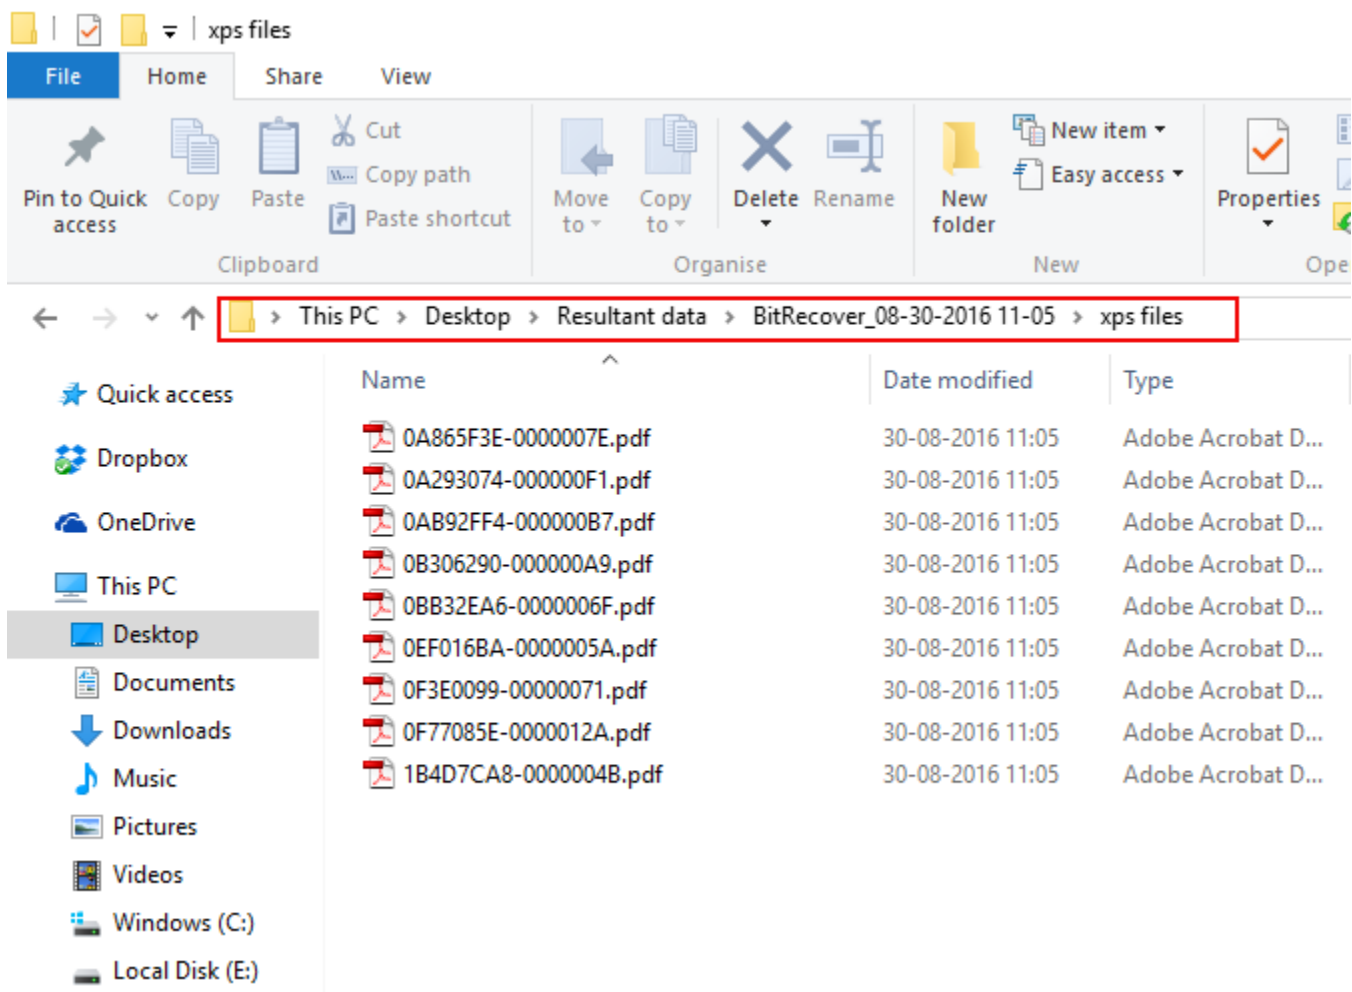 xps files
File Home Share View
Pin to Quick access
Copy
Paste
Cut
Copy path
Paste shortcut
Clipboard
Move to
Copy to
Delete
Rename
Organise
New folder
New item
Easy access
New
Properties
Ope
This PC > Desktop > Resultant data > BitRecover_08-30-2016 11-05 > xps files
Quick access
Dropbox
OneDrive
This PC
Desktop
Documents
Downloads
Music
Pictures
Videos
Windows (C:)
Local Disk (E:)
Name Date modified Type
0A865F3E-0000007E.pdf 30-08-2016 11:05 Adobe Acrobat D...
0A293074-000000F1.pdf 30-08-2016 11:05 Adobe Acrobat D...
0AB92FF4-000000B7.pdf 30-08-2016 11:05 Adobe Acrobat D...
0B306290-000000A9.pdf 30-08-2016 11:05 Adobe Acrobat D...
0BB32EA6-0000006F.pdf 30-08-2016 11:05 Adobe Acrobat D...
0EF016BA-0000005A.pdf 30-08-2016 11:05 Adobe Acrobat D...
0F3E0099-00000071.pdf 30-08-2016 11:05 Adobe Acrobat D...
0F77085E-0000012A.pdf 30-08-2016 11:05 Adobe Acrobat D...
1B4D7CA8-0000004B.pdf 30-08-2016 11:05 Adobe Acrobat D...